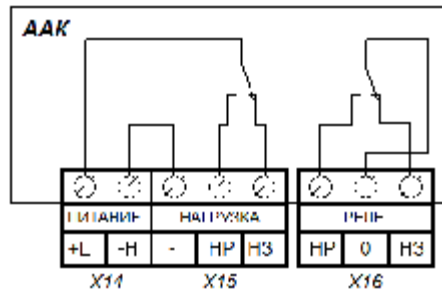 ААК
ПИТАНИЕ НАГРУЗКА РЕЛЕ
+L -Н - НР НЗ НР 0 НЗ
X14 X15 X16